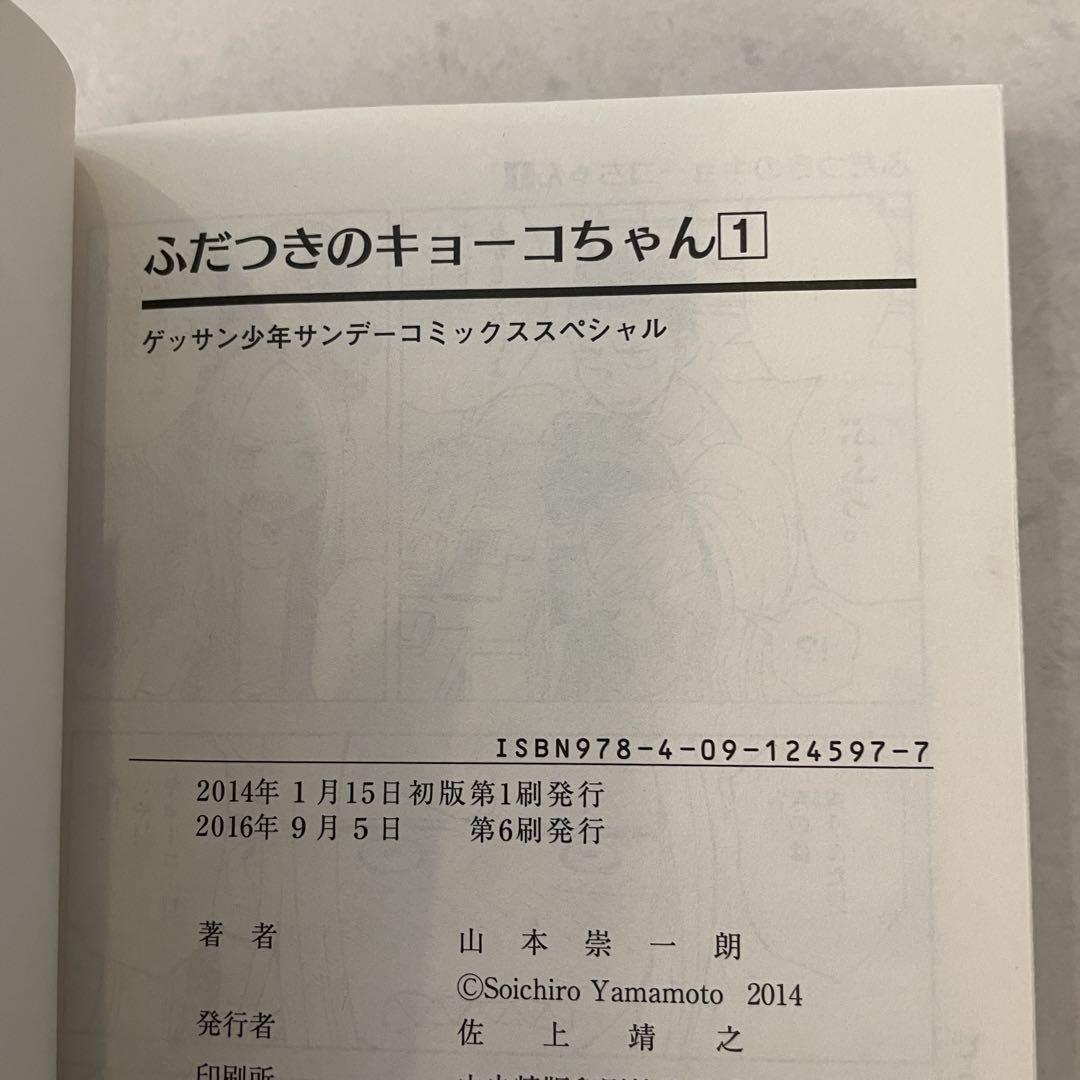 ふだつきのキョーコちゃん1
ゲッサン少年サンデーコミックススペシャル
ISBN978-4-09-124597-7
2014年1月15日初版第1刷発行
2016年9月5日 第6刷発行
著者 山本崇一朗
©Soichiro Yamamoto 2014
発行者 佐上靖之
印刷所